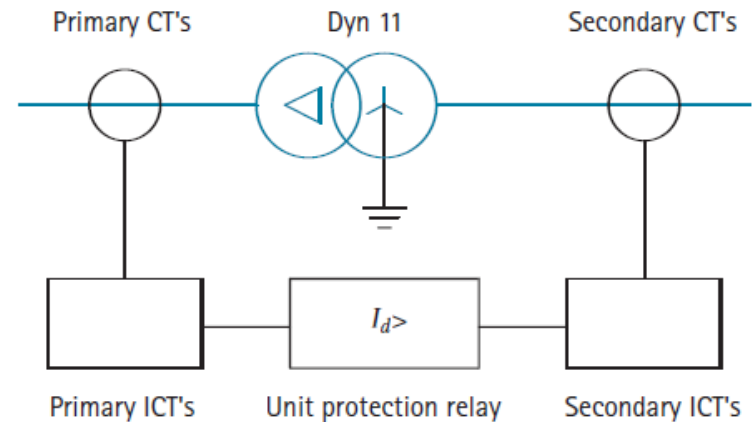 Primary CT's
Dyn 11
Secondary CT's
Id>
Primary ICT's
Unit protection relay
Secondary ICT's